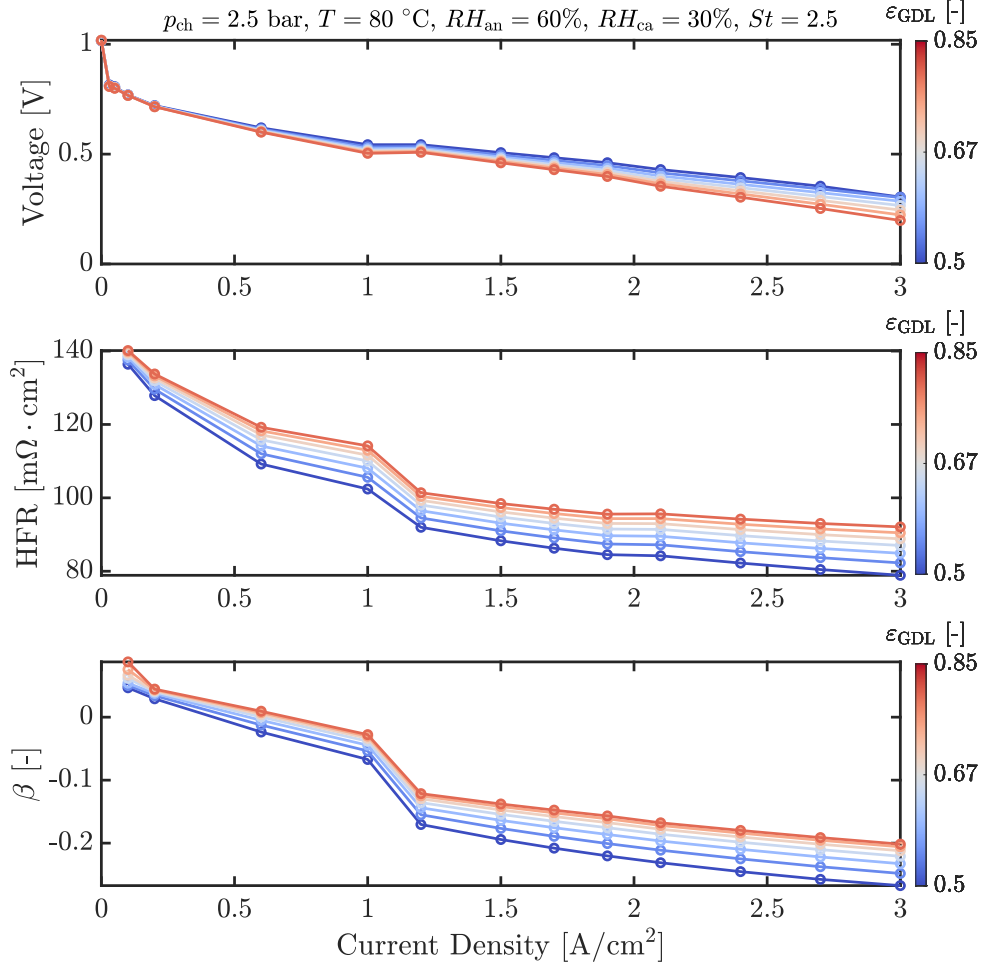 p_ch = 2.5 bar, T = 80 °C, RH_an = 60%, RH_ca = 30%, St = 2.5
ε_GDL [-]
1
0.5
0
Voltage [V]
0 0.5 1 1.5 2 2.5 3
0.85
0.67
0.5
ε_GDL [-]
140
120
100
80
HFR [mΩ · cm²]
0 0.5 1 1.5 2 2.5 3
0.85
0.67
0.5
ε_GDL [-]
0
-0.1
-0.2
β [-]
0 0.5 1 1.5 2 2.5 3
0.85
0.67
0.5
Current Density [A/cm²]